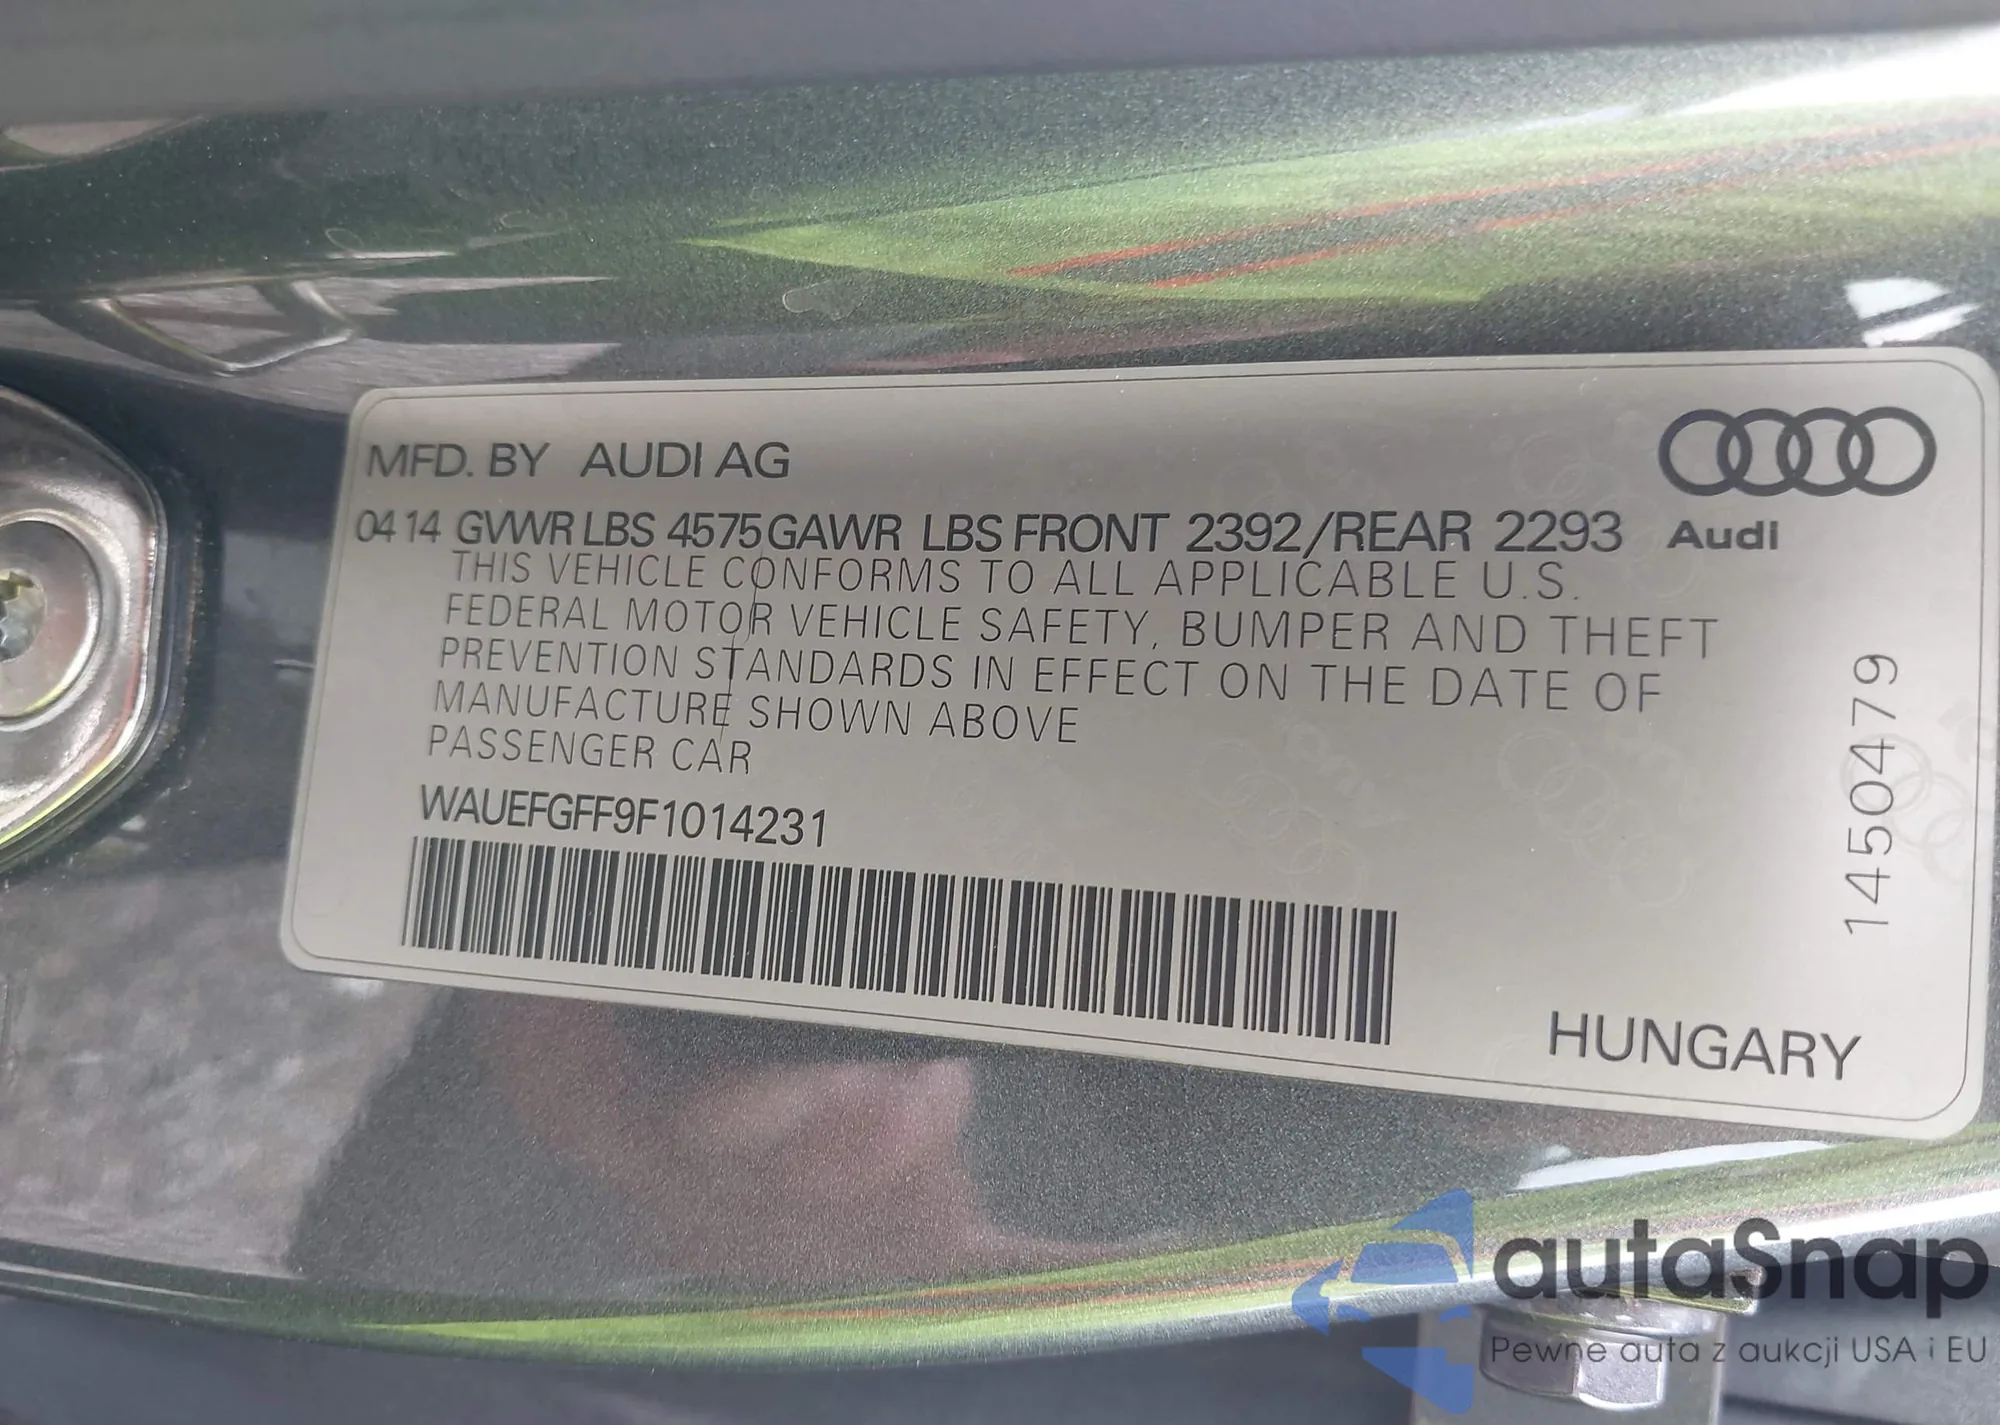 MFD. BY AUDI AG
0414 GVWR LBS 4575 GAWR LBS FRONT 2392/REAR 2293
Audi
THIS VEHICLE CONFORMS TO ALL APPLICABLE U.S.
FEDERAL MOTOR VEHICLE SAFETY, BUMPER AND THEFT
PREVENTION STANDARDS IN EFFECT ON THE DATE OF
MANUFACTURE SHOWN ABOVE
PASSENGER CAR
WAUEFGFF9F1014231
1450479
HUNGARY
autaSnap
Pewne auta z aukcji USA i EU